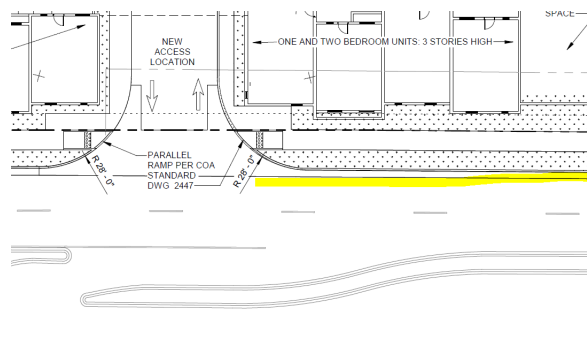 SPACE
ONE AND TWO BEDROOM UNITS: 3 STORIES HIGH
NEW
ACCESS
LOCATION
PARALLEL
RAMP PER COA
STANDARD
DWG 2447
R 28' - 0"
R 28' - 0"